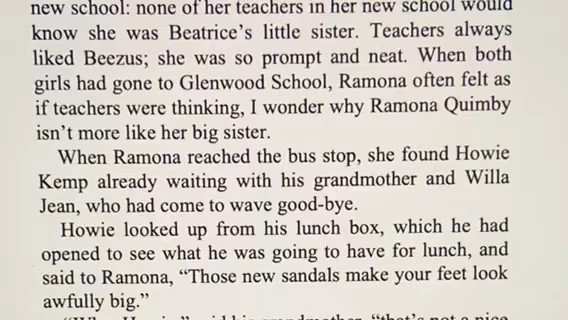 new school: none of her teachers in her new school would
know she was Beatrice's little sister. Teachers always
liked Beezus; she was so prompt and neat. When both
girls had gone to Glenwood School, Ramona often felt as
if teachers were thinking, I wonder why Ramona Quimby
isn't more like her big sister.
When Ramona reached the bus stop, she found Howie
Kemp already waiting with his grandmother and Willa
Jean, who had come to wave good-bye.
Howie looked up from his lunch box, which he had
opened to see what he was going to have for lunch, and
said to Ramona, “Those new sandals make your feet look
awfully big.”
grandmother, “that's not a nice